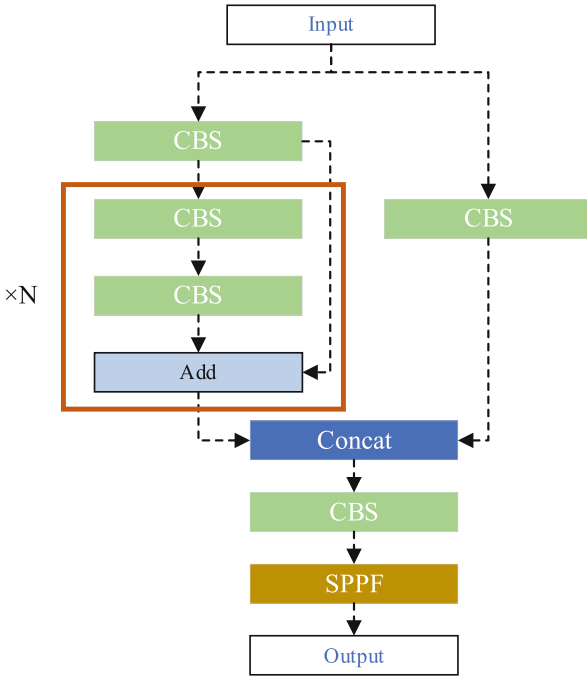 Input
CBS
CBS
CBS
CBS
×N
Add
Concat
CBS
SPPF
Output